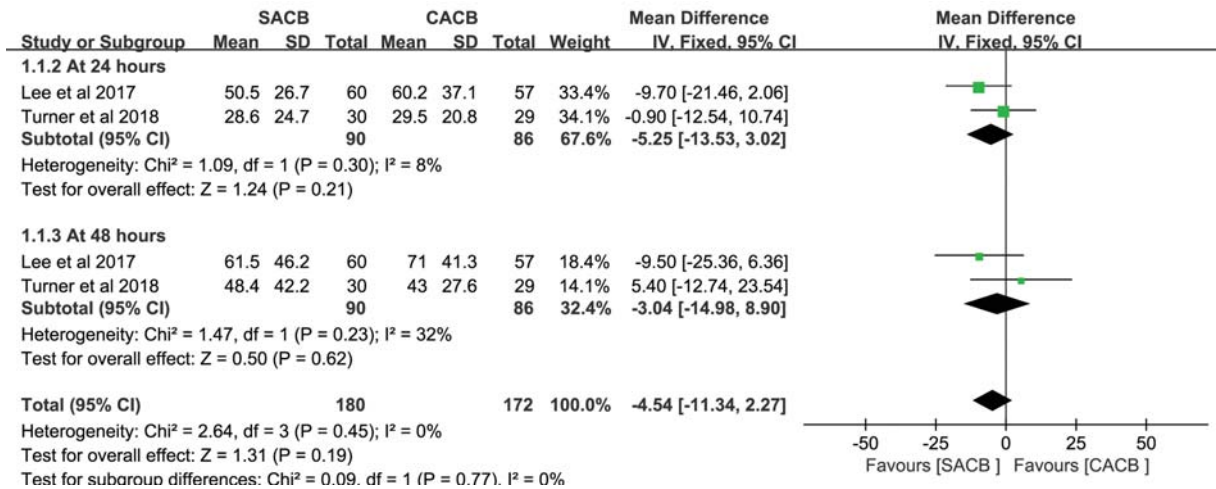 SACB CACB Mean Difference Mean Difference
Study or Subgroup Mean SD Total Mean SD Total Weight IV, Fixed, 95% CI IV, Fixed, 95% CI
1.1.2 At 24 hours
Lee et al 2017 50.5 26.7 60 60.2 37.1 57 33.4% -9.70 [-21.46, 2.06]
Turner et al 2018 28.6 24.7 30 29.5 20.8 29 34.1% -0.90 [-12.54, 10.74]
Subtotal (95% CI) 90 86 67.6% -5.25 [-13.53, 3.02]
Heterogeneity: Chi² = 1.09, df = 1 (P = 0.30); I² = 8%
Test for overall effect: Z = 1.24 (P = 0.21)
1.1.3 At 48 hours
Lee et al 2017 61.5 46.2 60 71 41.3 57 18.4% -9.50 [-25.36, 6.36]
Turner et al 2018 48.4 42.2 30 43 27.6 29 14.1% 5.40 [-12.74, 23.54]
Subtotal (95% CI) 90 86 32.4% -3.04 [-14.98, 8.90]
Heterogeneity: Chi² = 1.47, df = 1 (P = 0.23); I² = 32%
Test for overall effect: Z = 0.50 (P = 0.62)
Total (95% CI) 180 172 100.0% -4.54 [-11.34, 2.27]
Heterogeneity: Chi² = 2.64, df = 3 (P = 0.45); I² = 0%
Test for overall effect: Z = 1.31 (P = 0.19)
Test for subgroup differences: Chi² = 0.09, df = 1 (P = 0.77), I² = 0%
-50 -25 0 25 50
Favours [SACB ] Favours [CACB ]